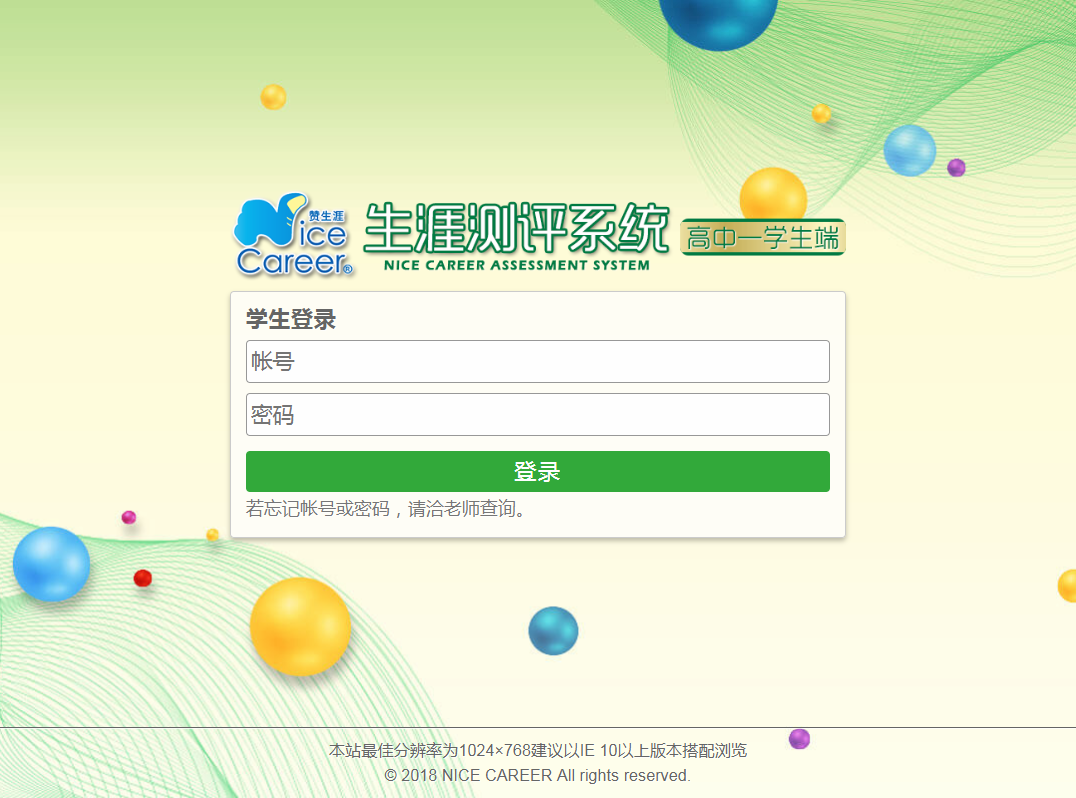 赞生涯
Nice
Career®
生涯测评系统
NICE CAREER ASSESSMENT SYSTEM
高中一学生端
学生登录
帐号
密码
登录
若忘记帐号或密码，请洽老师查询。
本站最佳分辨率为1024×768建议以IE 10以上版本搭配浏览
© 2018 NICE CAREER All rights reserved.